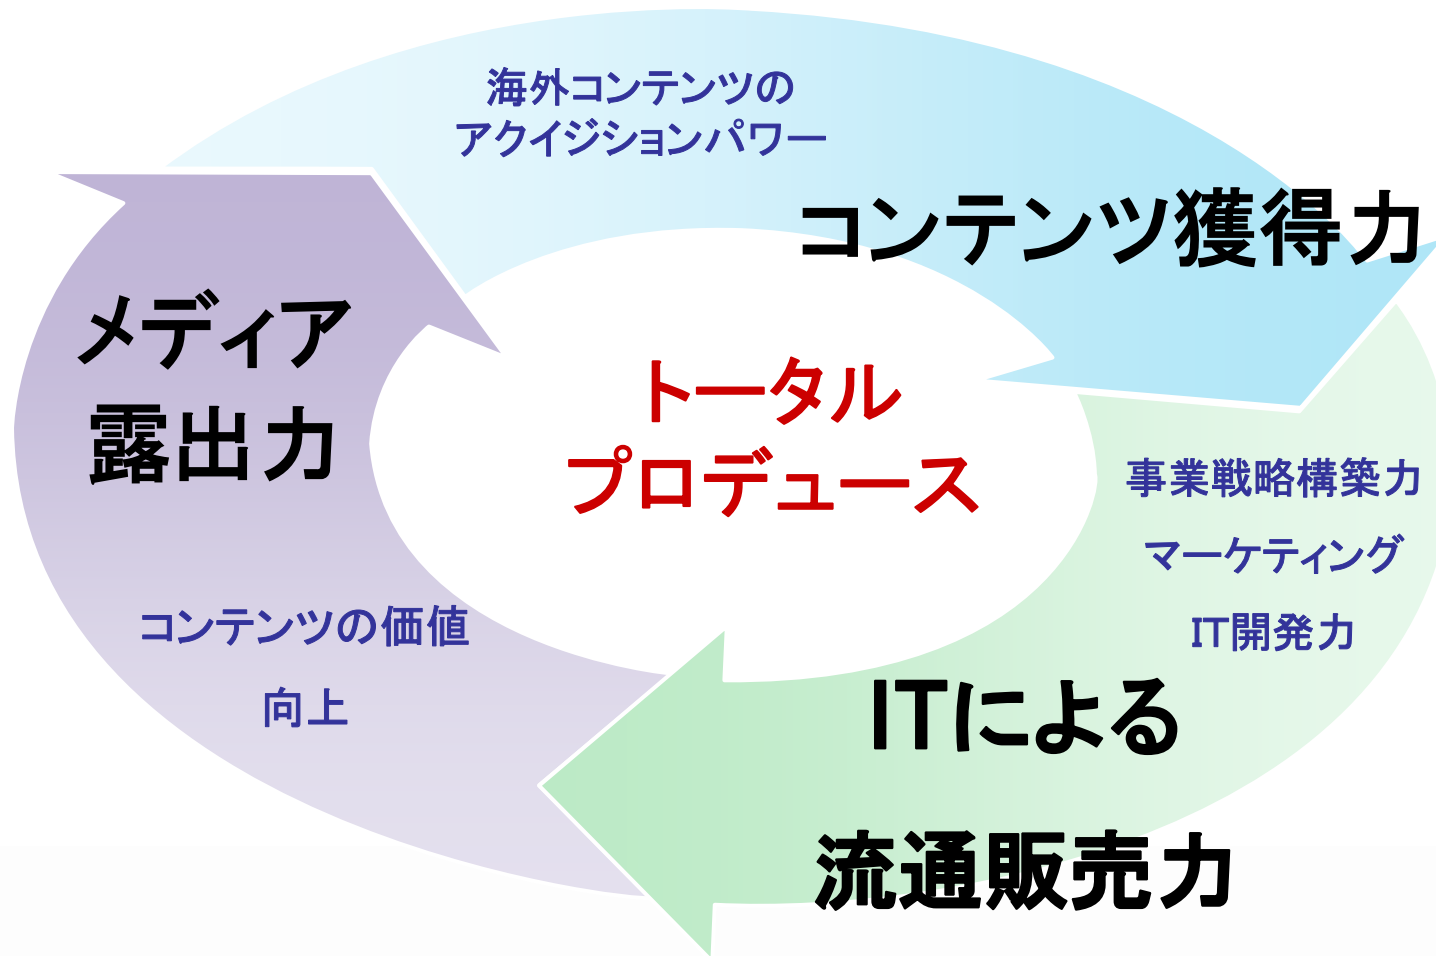 海外コンテンツの
アクイジションパワー
コンテンツ獲得力
メディア
露出力
トータル
プロデュース
事業戦略構築力
マーケティング
IT開発力
コンテンツの価値
向上
ITによる
流通販売力